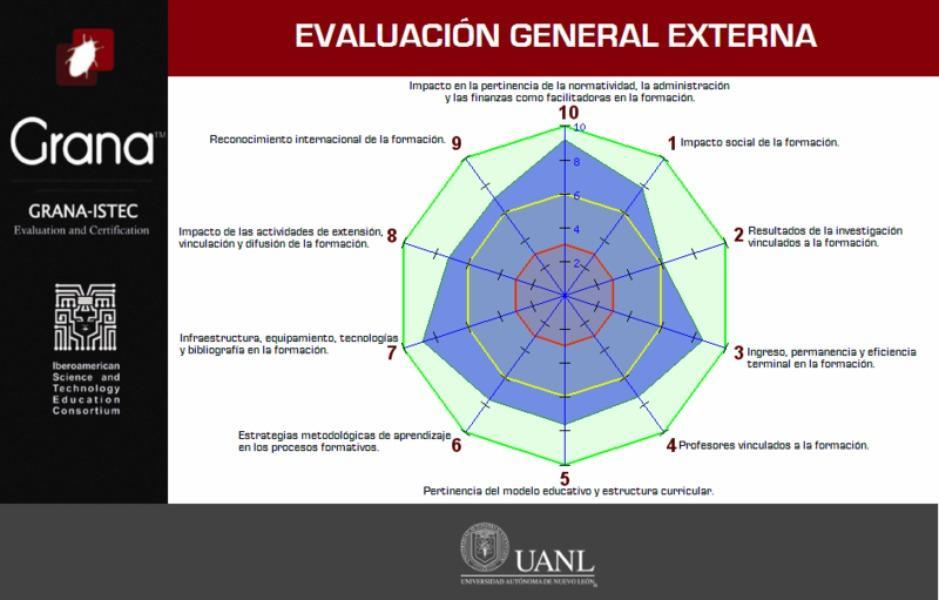 EVALUACIÓN GENERAL EXTERNA
Grana™
GRANA-ISTEC
Evaluation and Certification
Iberoamerican
Science and
Technology
Education
Consortium
Impacto en la pertinencia de la normatividad, la administración
y las finanzas como facilitadoras en la formación.
10
10
8
6
4
2
1 Impacto social de la formación.
2 Resultados de la investigación
vinculados a la formación.
3 Ingreso, permanencia y eficiencia
terminal en la formación.
4 Profesores vinculados a la formación.
5
Pertinencia del modelo educativo y estructura curricular.
Estrategias metodológicas de aprendizaje
en los procesos formativos. 6
Infraestructura, equipamiento, tecnologías
y bibliografía en la formación. 7
Impacto de las actividades de extensión,
vinculación y difusión de la formación. 8
Reconocimiento internacional de la formación. 9
UANL
UNIVERSIDAD AUTÓNOMA DE NUEVO LEÓN